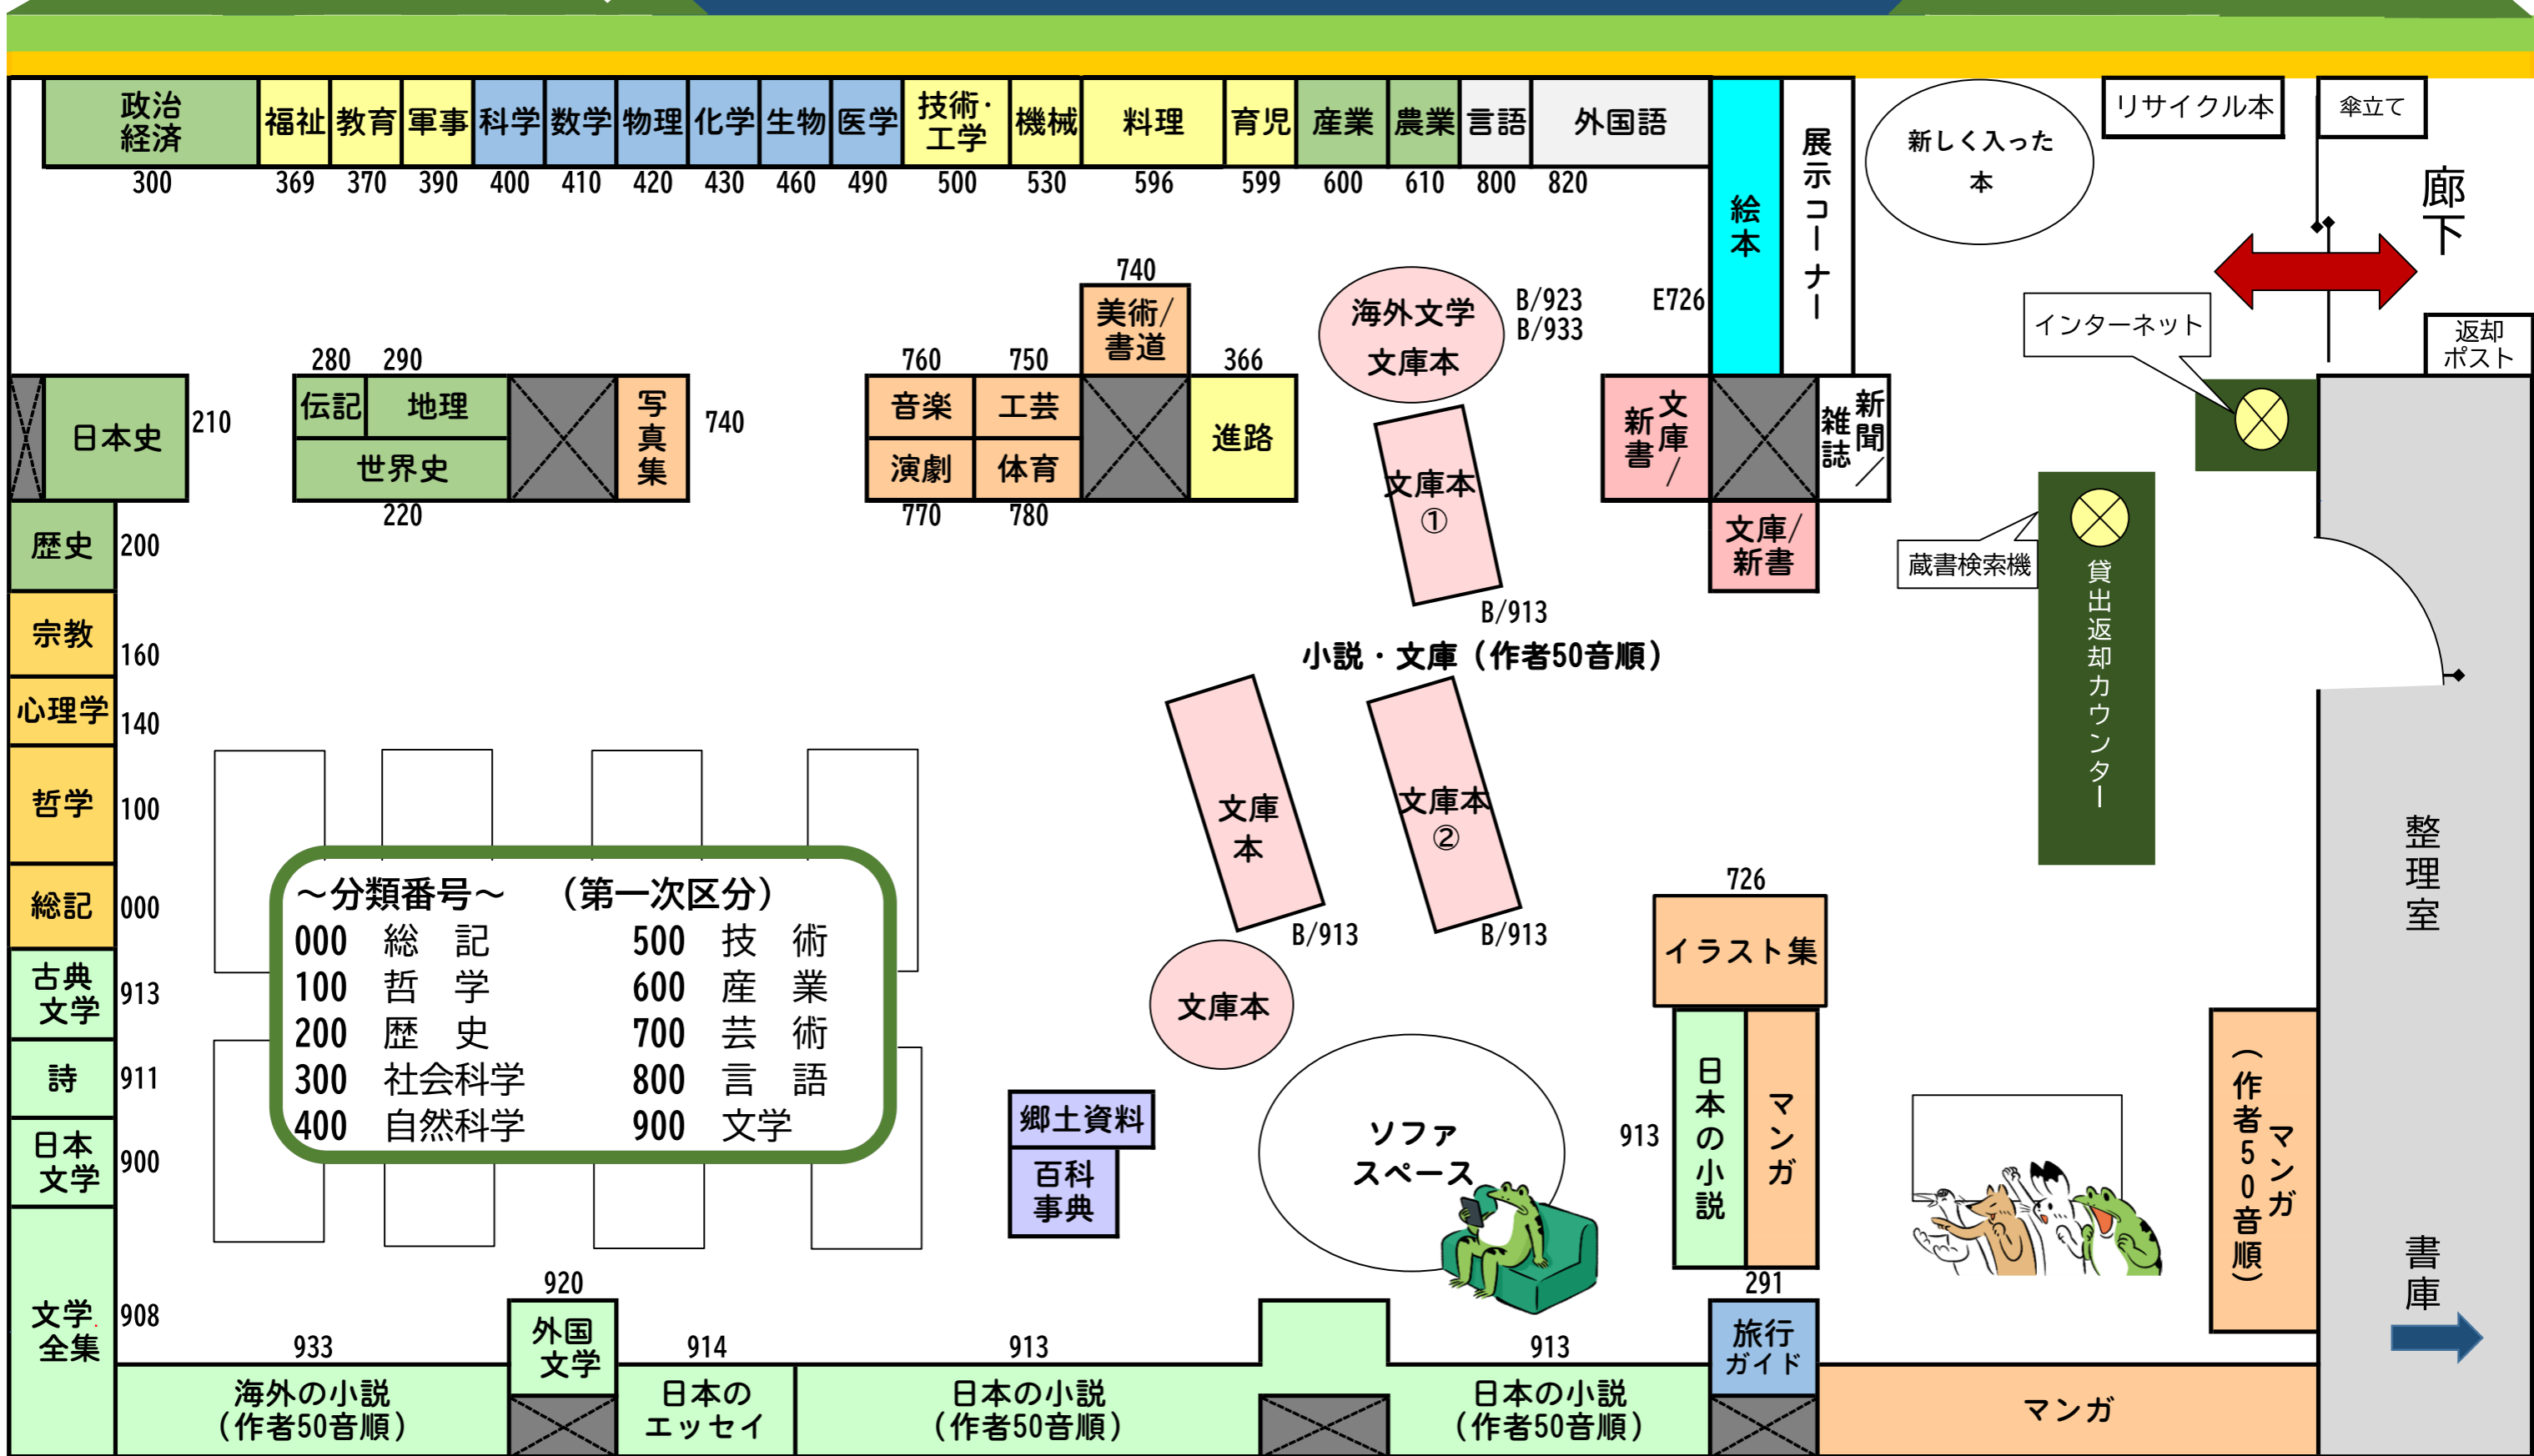 政治
経済
福祉
教育
軍事
科学
数学
物理
化学
生物
医学
技術・
工学
機械
料理
育児
産業
農業
言語
外国語
300
369
370
390
400
410
420
430
460
490
500
530
596
599
600
610
800
820
絵本
E726
展示コーナー
新しく入った
本
リサイクル本
傘立て
廊下
インターネット
返却
ポスト
日本史
210
280
290
伝記
地理
世界史
220
写真集
740
760
750
音楽
工芸
演劇
体育
770
780
740
美術/
書道
366
進路
海外文学
文庫本
B/923
B/933
文庫本
①
B/913
文庫/
新書
新聞/
雑誌
文庫/
新書
蔵書検索機
貸出返却カウンター
小説・文庫(作者50音順)
歴史
200
宗教
160
心理学
140
哲学
100
総記
000
古典
文学
913
詩
911
日本
文学
900
文学
全集
908
~分類番号~ (第一次区分)
000 総 記 500 技 術
100 哲 学 600 産 業
200 歴 史 700 芸 術
300 社会科学 800 言 語
400 自然科学 900 文学
文庫
本
B/913
文庫本
②
B/913
文庫本
郷土資料
百科
事典
ソファ
スペース
726
イラスト集
913
日本の小説
マンガ
291
旅行
ガイド
マンガ
(作者50音順)
整理室
書庫
933
海外の小説
(作者50音順)
920
外国
文学
914
日本の
エッセイ
913
日本の小説
(作者50音順)
913
日本の小説
(作者50音順)
マンガ